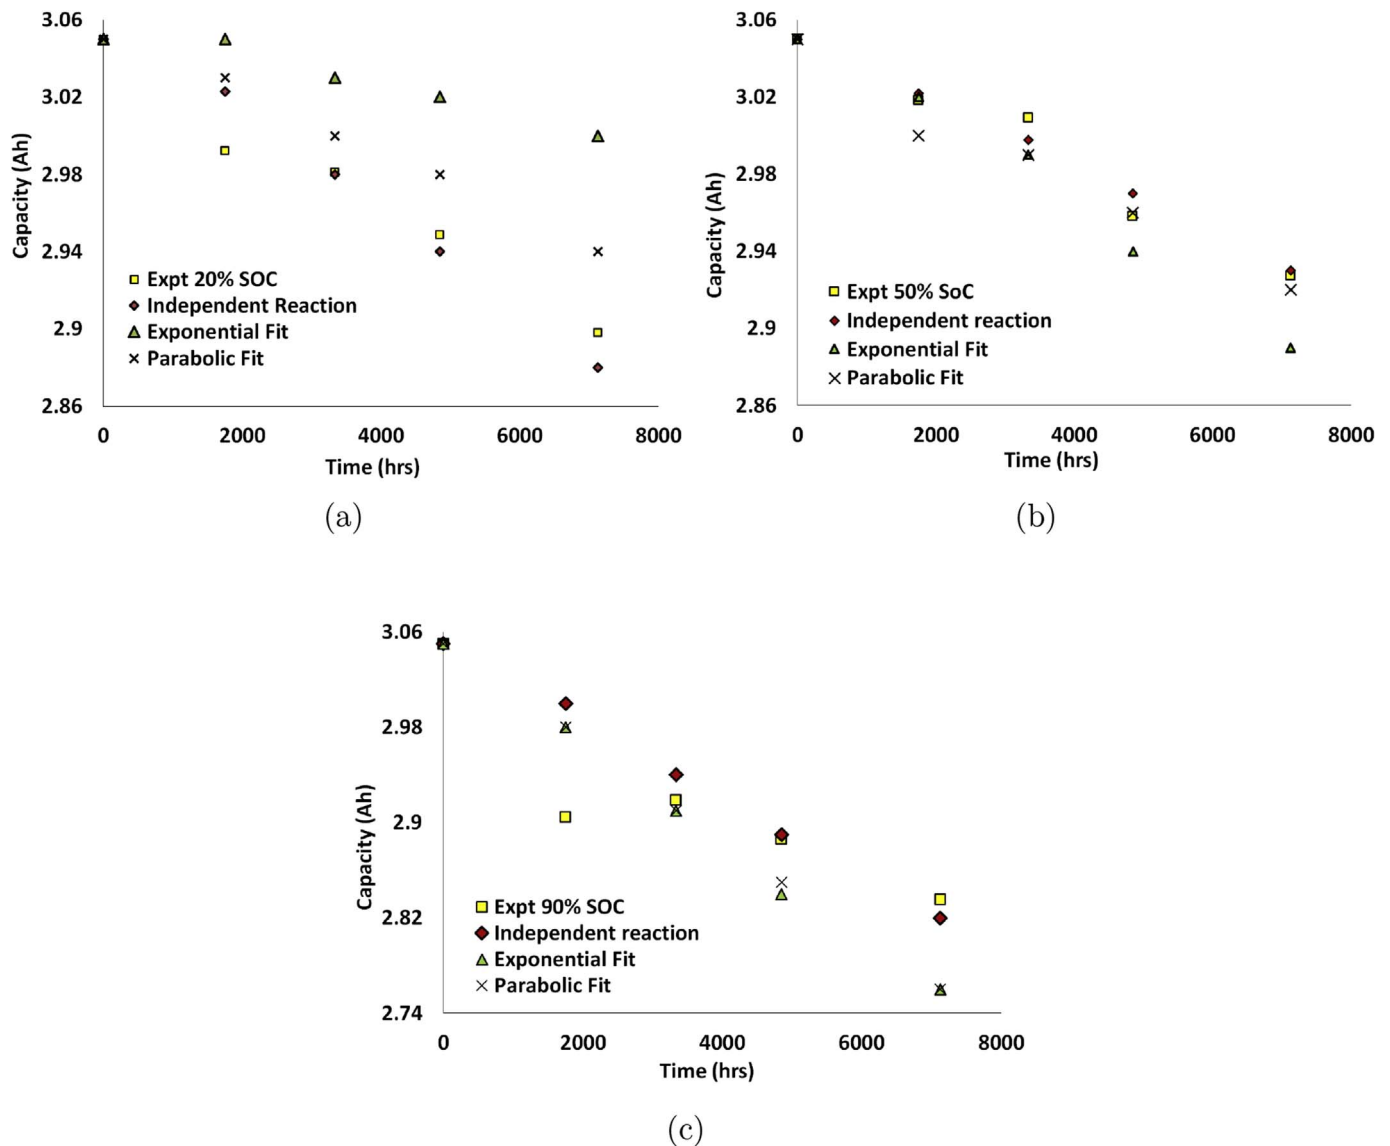 3.06
3.02
2.98
2.94
2.9
2.86
Capacity (Ah)
Expt 20% SOC
Independent Reaction
Exponential Fit
Parabolic Fit
0 2000 4000 6000 8000
Time (hrs)
(a)
3.06
3.02
2.98
2.94
2.9
2.86
Capacity (Ah)
Expt 50% SoC
Independent reaction
Exponential Fit
Parabolic Fit
0 2000 4000 6000 8000
Time (hrs)
(b)
3.06
2.98
2.9
2.82
2.74
Capacity (Ah)
Expt 90% SOC
Independent reaction
Exponential Fit
Parabolic Fit
0 2000 4000 6000 8000
Time (hrs)
(c)